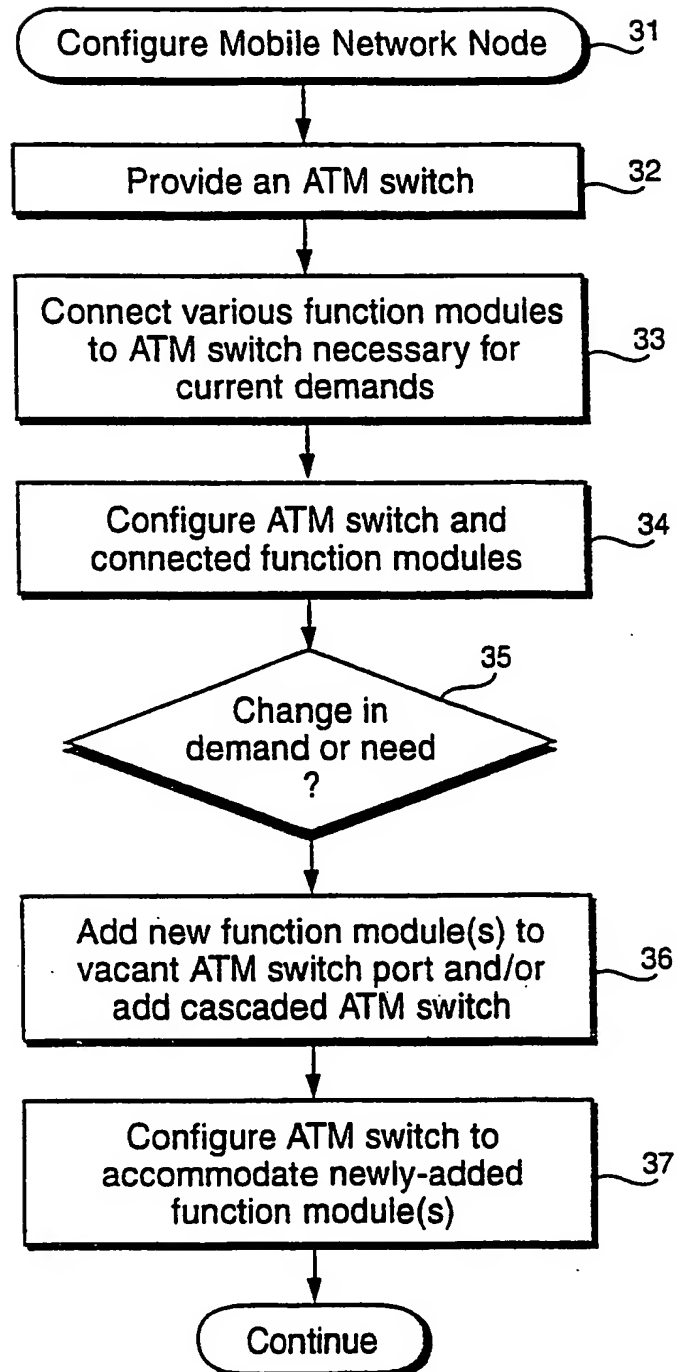 Configure Mobile Network Node
31
Provide an ATM switch
32
Connect various function modules
to ATM switch necessary for
current demands
33
Configure ATM switch and
connected function modules
34
35
Change in
demand or need
?
Add new function module(s) to
vacant ATM switch port and/or
add cascaded ATM switch
36
Configure ATM switch to
accommodate newly-added
function module(s)
37
Continue